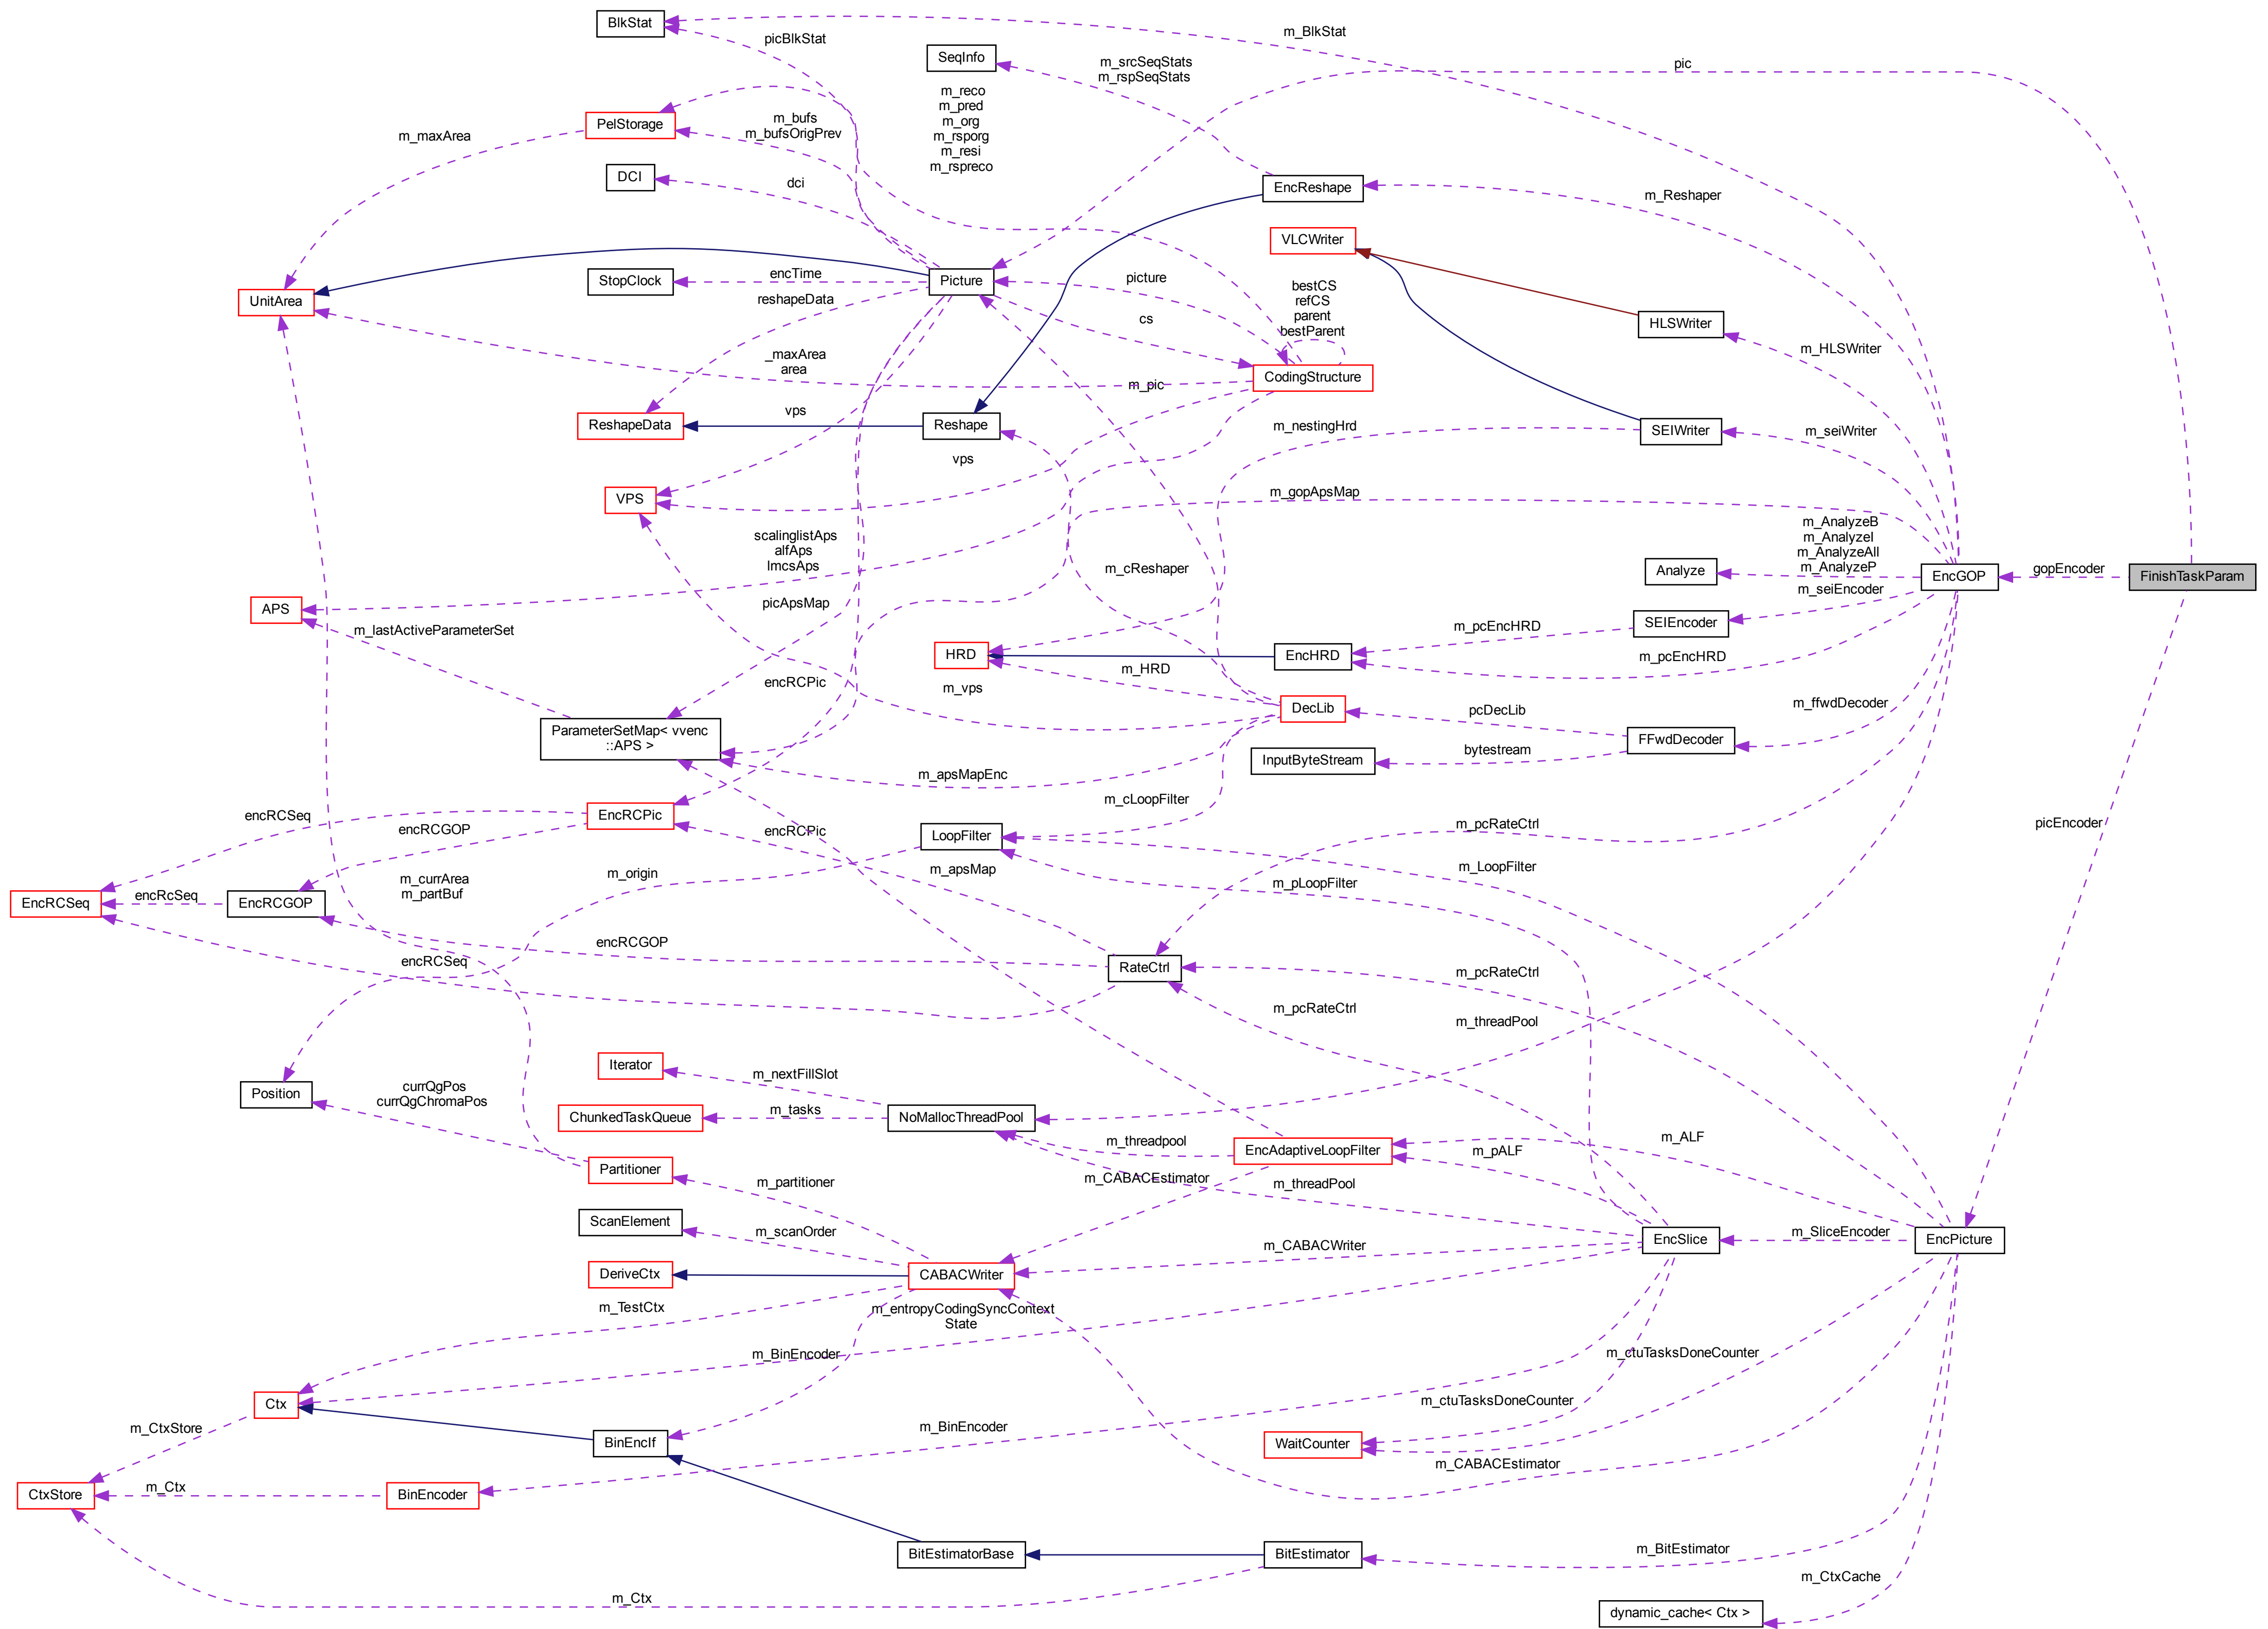 BlkStat
picBlkStat
m_BlkStat
SeqInfo
m_srcSeqStats
m_rspSeqStats
pic
m_reco
m_pred
m_org
m_rsporg
m_resi
m_rspreco
PelStorage
m_bufs
m_bufsOrigPrev
m_maxArea
DCI
dci
EncReshape
m_Reshaper
VLCWriter
UnitArea
StopClock
encTime
Picture
picture
reshapeData
bestCS
refCS
parent
bestParent
cs
HLSWriter
m_HLSWriter
_maxArea
area
CodingStructure
m_pic
ReshapeData
vps
Reshape
m_nestingHrd
SEIWriter
m_seiWriter
vps
VPS
m_gopApsMap
scalinglistAps
alfAps
lmcsAps
m_cReshaper
m_AnalyzeB
m_AnalyzeI
m_AnalyzeAll
m_AnalyzeP
Analyze
EncGOP
gopEncoder
FinishTaskParam
m_seiEncoder
APS
picApsMap
m_lastActiveParameterSet
SEIEncoder
m_pcEncHRD
HRD
EncHRD
m_pcEncHRD
m_HRD
encRCPic
m_vps
DecLib
pcDecLib
m_ffwdDecoder
ParameterSetMap< vvenc
::APS >
FFwdDecoder
bytestream
InputByteStream
m_apsMapEnc
m_cLoopFilter
encRCSeq
EncRCPic
encRCGOP
encRCPic
LoopFilter
m_pcRateCtrl
picEncoder
m_apsMap
m_LoopFilter
m_origin
m_currArea
m_partBuf
m_pLoopFilter
EncRCSeq
encRcSeq
EncRCGOP
encRCGOP
encRCSeq
RateCtrl
m_pcRateCtrl
m_pcRateCtrl
m_threadPool
Iterator
m_nextFillSlot
Position
currQgPos
currQgChromaPos
ChunkedTaskQueue
m_tasks
NoMallocThreadPool
m_threadpool
EncAdaptiveLoopFilter
m_ALF
m_pALF
Partitioner
m_partitioner
m_CABACEstimator
m_threadPool
ScanElement
m_scanOrder
EncSlice
m_SliceEncoder
EncPicture
m_CABACWriter
DeriveCtx
CABACWriter
m_TestCtx
m_entropyCodingSyncContext
State
m_BinEncoder
m_ctuTasksDoneCounter
Ctx
m_ctuTasksDoneCounter
m_CtxStore
m_BinEncoder
BinEncIf
WaitCounter
m_CABACEstimator
CtxStore
m_Ctx
BinEncoder
BitEstimatorBase
BitEstimator
m_BitEstimator
m_CtxCache
m_Ctx
dynamic_cache< Ctx >